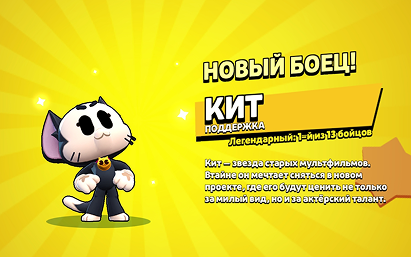 НОВЫЙ БОЕЦ!
КИТ
ПОДДЕРЖКА
Легендарный: 1-й из 13 бойцов
Кит — звезда старых мультфильмов.
Втайне он мечтает сняться в новом
проекте, где его будут ценить не только
за милый вид, но и за актёрский талант.